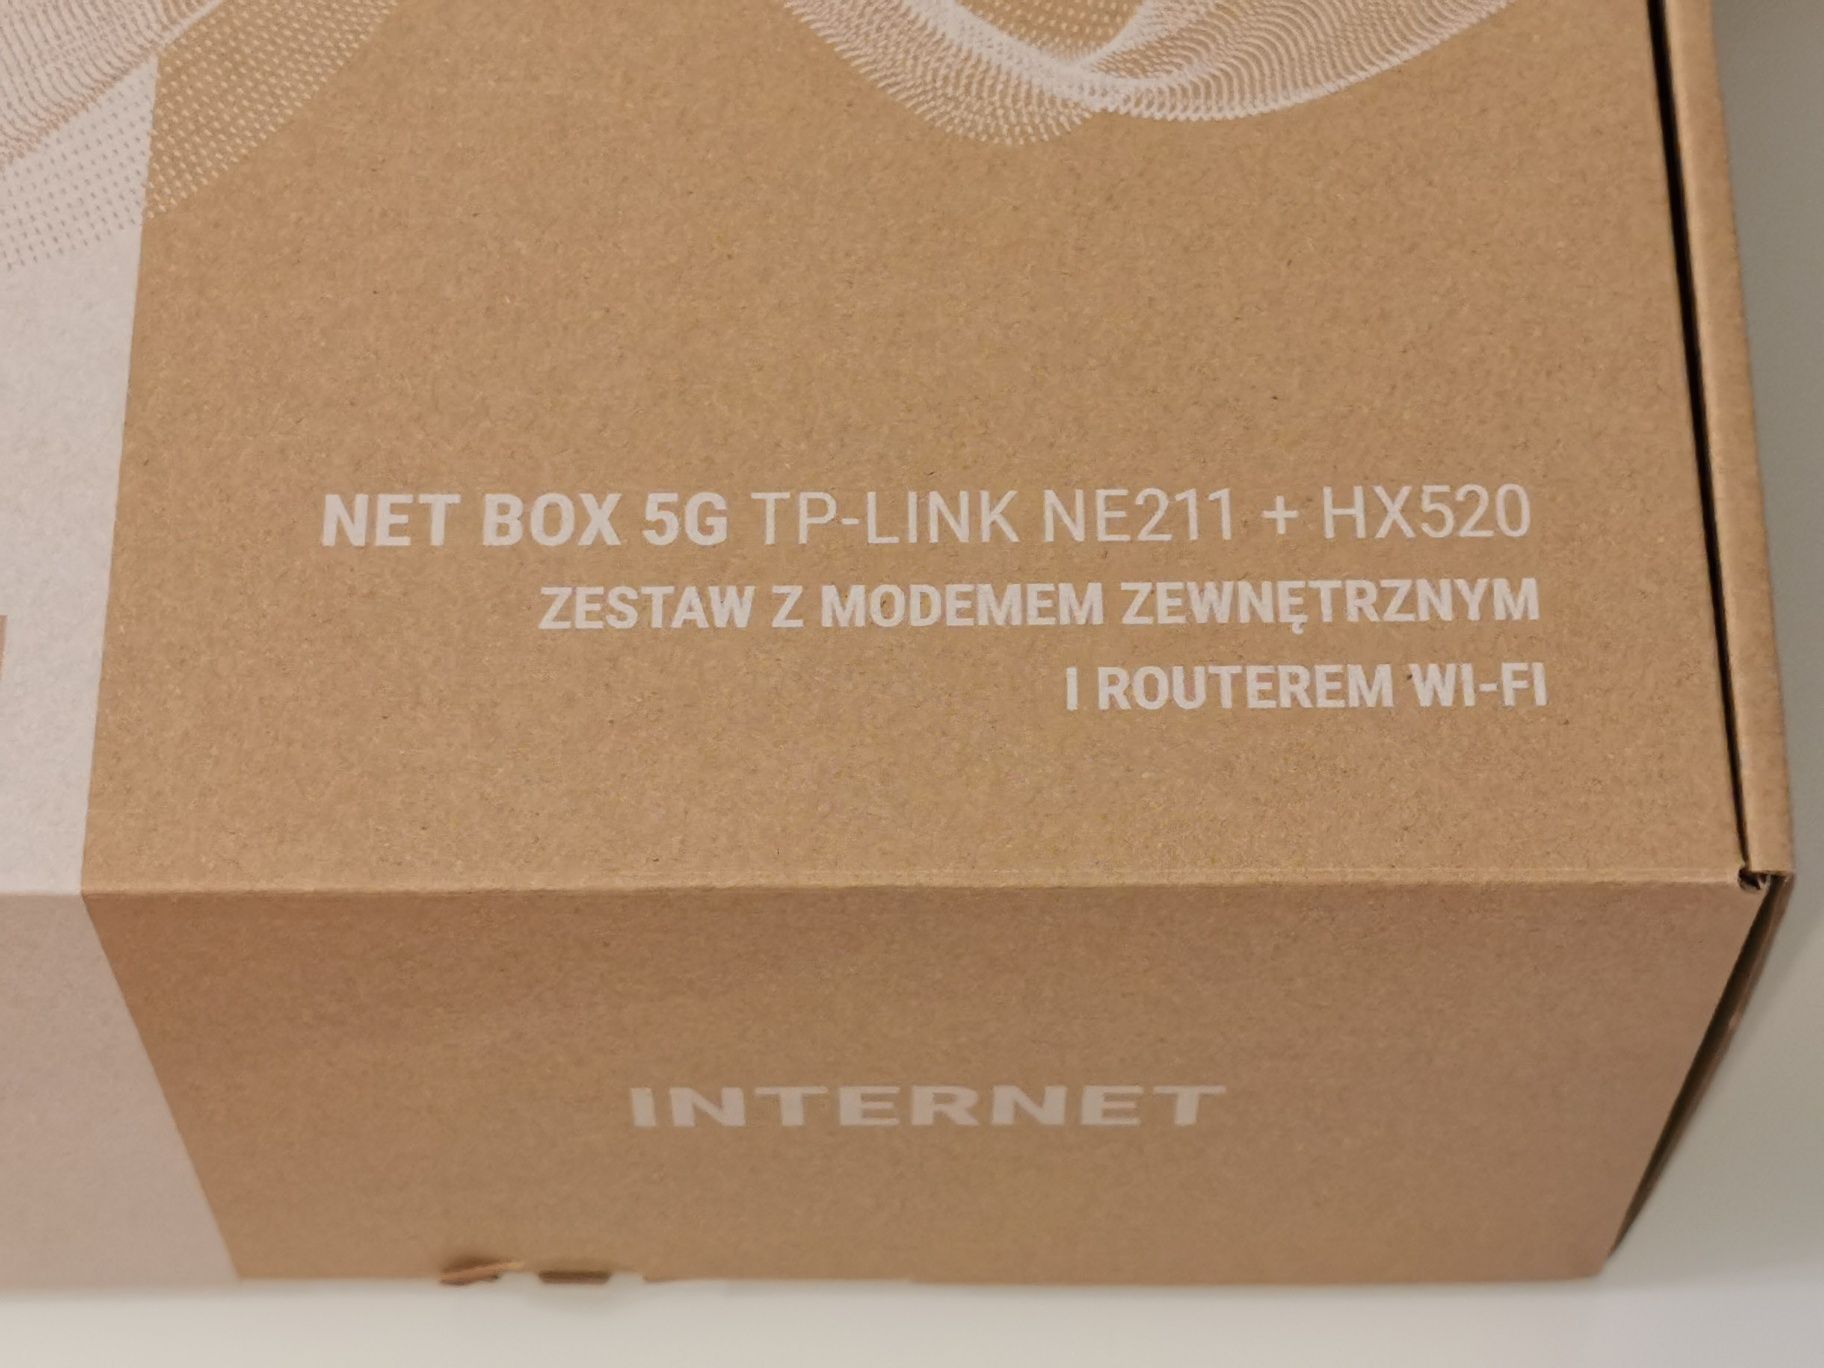 NET BOX 5G TP-LINK NE211 + HX520
ZESTAW Z MODEMEM ZEWNĘTRZNYM
I ROUTEREM WI-FI
INTERNET